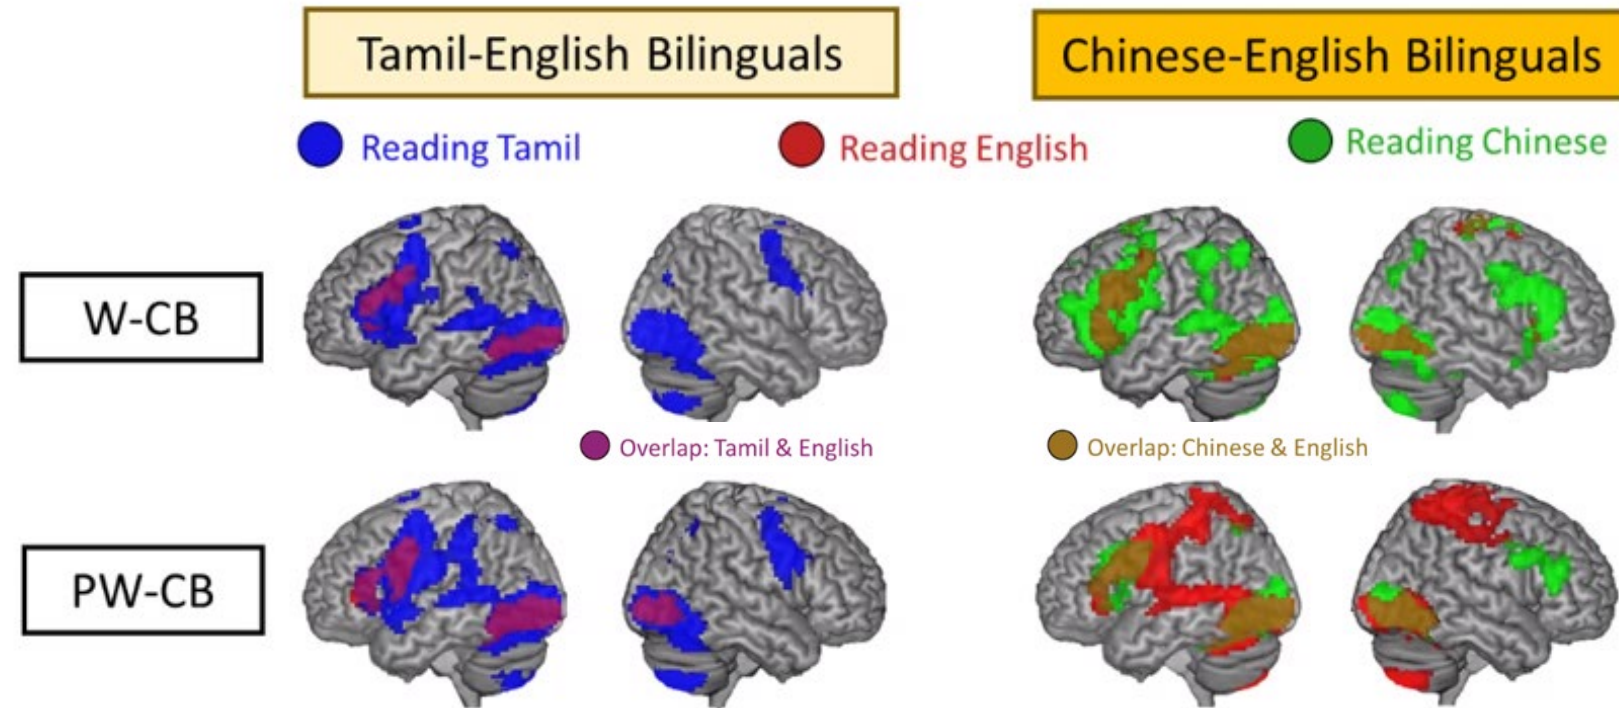 Tamil-English Bilinguals
Chinese-English Bilinguals
Reading Tamil
Reading English
Reading Chinese
W-CB
Overlap: Tamil & English
Overlap: Chinese & English
PW-CB